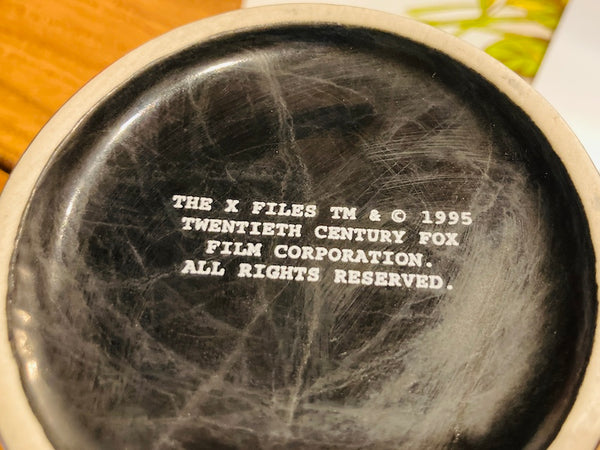 THE X FILES TM & © 1995
TWENTIETH CENTURY FOX
FILM CORPORATION.
ALL RIGHTS RESERVED.